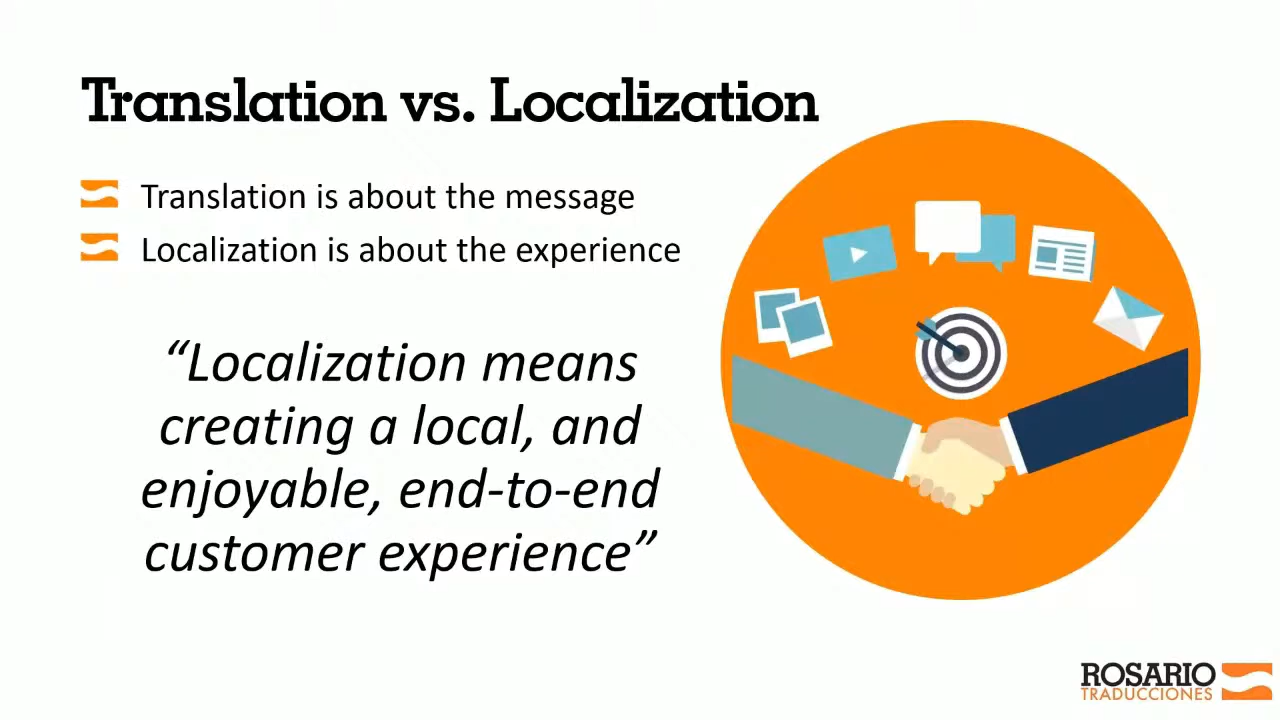 Translation vs. Localization
Translation is about the message
Localization is about the experience
“Localization means
creating a local, and
enjoyable, end-to-end
customer experience”
ROSARIO
TRADUCCIONES